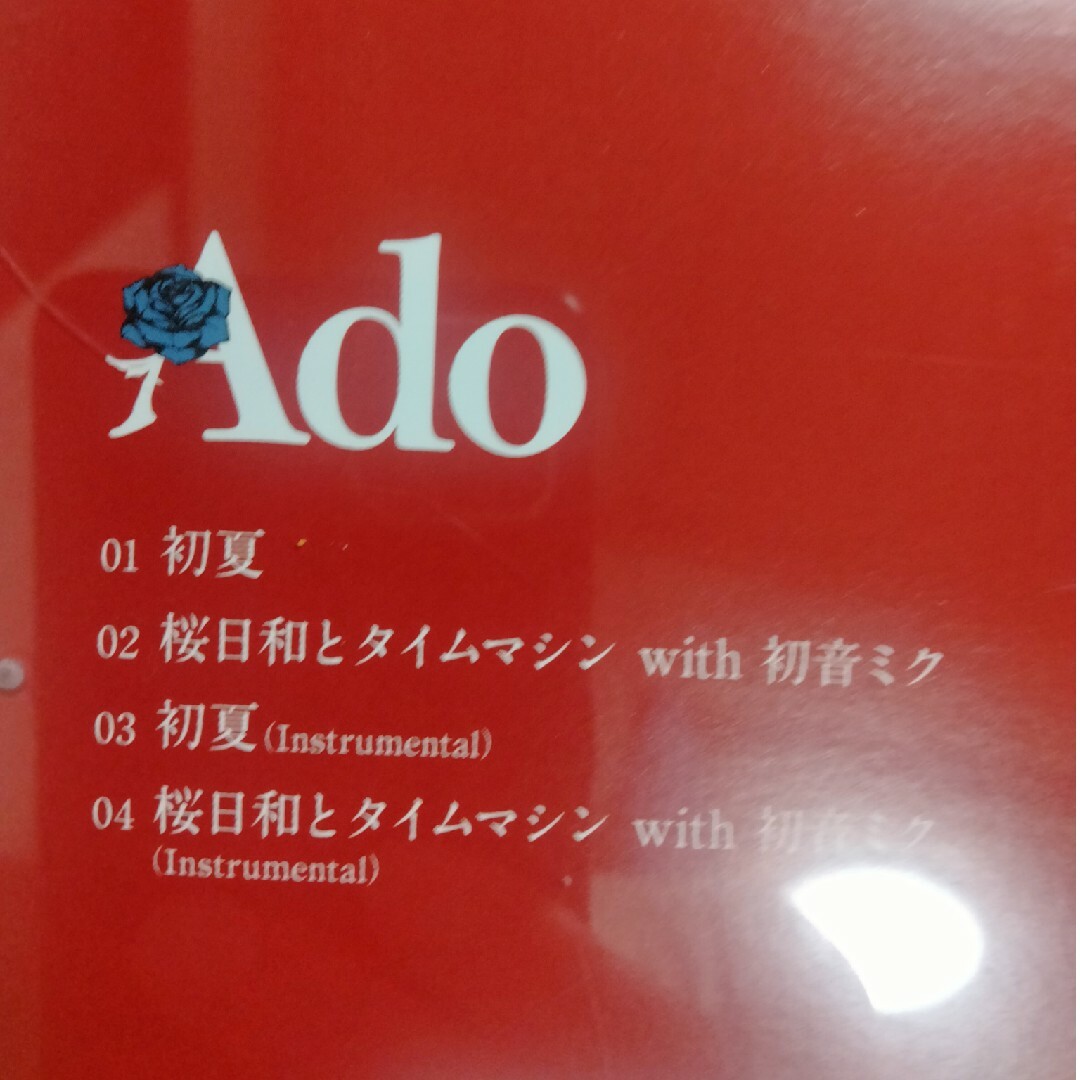 Ado
01 初夏
02 桜日和とタイムマシン with 初音ミク
03 初夏(Instrumental)
04 桜日和とタイムマシン with 初音ミク
(Instrumental)